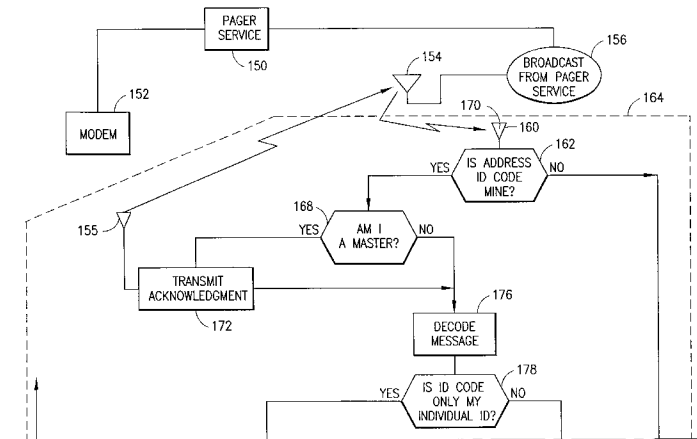 PAGER
SERVICE
150
154
156
BROADCAST
FROM PAGER
SERVICE
152
MODEM
164
170
160
162
IS ADDRESS
ID CODE
MINE?
YES
NO
155
168
AM I
A MASTER?
YES
NO
TRANSMIT
ACKNOWLEDGMENT
172
176
DECODE
MESSAGE
178
IS ID CODE
ONLY MY
INDIVIDUAL ID?
YES
NO